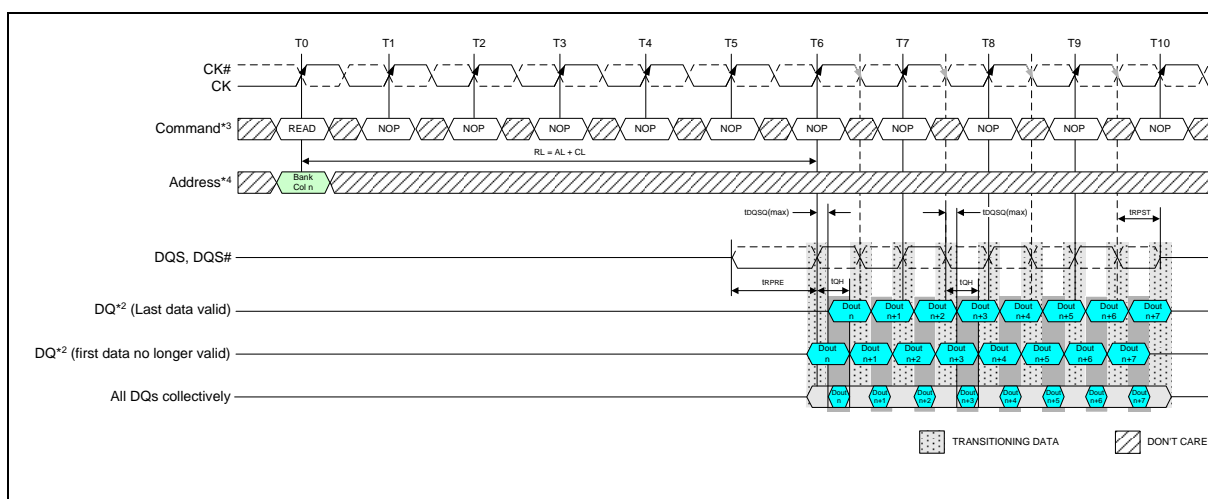 T0 T1 T2 T3 T4 T5 T6 T7 T8 T9 T10
CK#
CK
Command*3 READ NOP NOP NOP NOP NOP NOP NOP NOP NOP NOP
RL = AL + CL
Address*4 Bank
Col n
tDQSQ(max) tDQSQ(max) tRPST
DQS, DQS#
tRPRE tQH tQH
DQ*2 (Last data valid) Dout n Dout n+1 Dout n+2 Dout n+3 Dout n+4 Dout n+5 Dout n+6 Dout n+7
DQ*2 (first data no longer valid) Dout n Dout n+1 Dout n+2 Dout n+3 Dout n+4 Dout n+5 Dout n+6 Dout n+7
All DQs collectively Dout n Dout n+1 Dout n+2 Dout n+3 Dout n+4 Dout n+5 Dout n+6 Dout n+7
TRANSITIONING DATA DON'T CARE